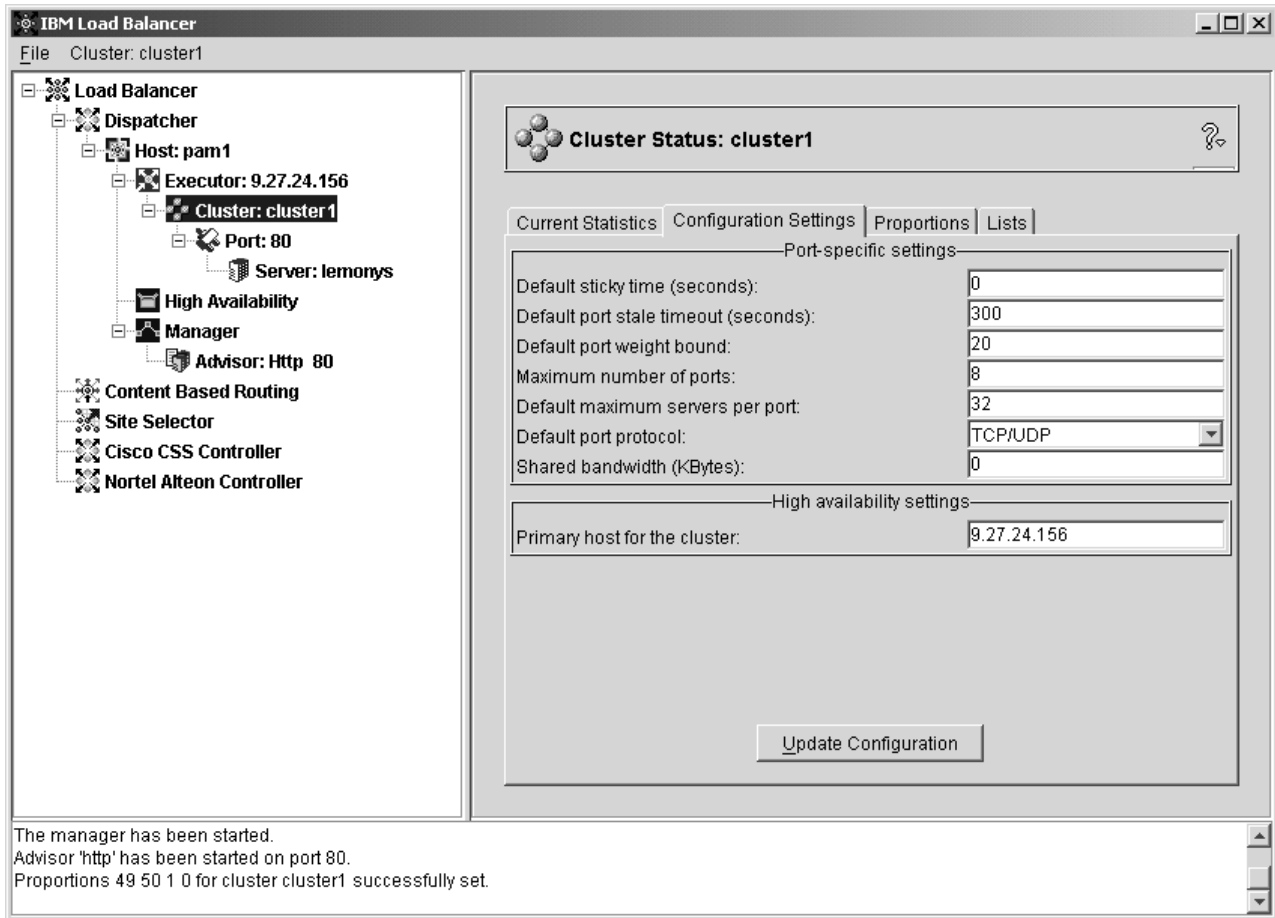 IBM Load Balancer
File Cluster: cluster1
Load Balancer
Dispatcher
Host: pam1
Executor: 9.27.24.156
Cluster: cluster1
Port: 80
Server: lemonys
High Availability
Manager
Advisor: Http 80
Content Based Routing
Site Selector
Cisco CSS Controller
Nortel Alteon Controller
Cluster Status: cluster1
Current Statistics Configuration Settings Proportions Lists
Port-specific settings
Default sticky time (seconds): 0
Default port stale timeout (seconds): 300
Default port weight bound: 20
Maximum number of ports: 8
Default maximum servers per port: 32
Default port protocol: TCP/UDP
Shared bandwidth (KBytes): 0
High availability settings
Primary host for the cluster: 9.27.24.156
Update Configuration
The manager has been started.
Advisor 'http' has been started on port 80.
Proportions 49 50 1 0 for cluster cluster1 successfully set.